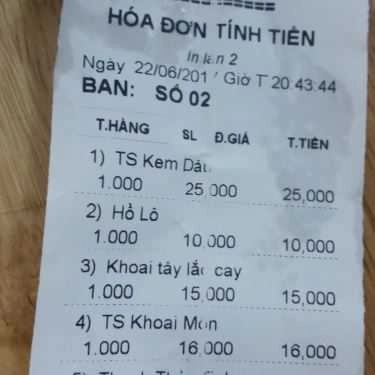 HÓA ĐƠN TÍNH TIỀN
In lần 2
Ngày 22/06/201 Giờ T 20:43:44
BAN: SỐ 02
T.HÀNG SL Đ.GIÁ T.TIÊN
1) TS Kem Dâu
1.000 25,000 25,000
2) Hồ Lô
1.000 10,000 10,000
3) Khoai tây lắc cay
1.000 15,000 15,000
4) TS Khoai Môn
1.000 16,000 16,000